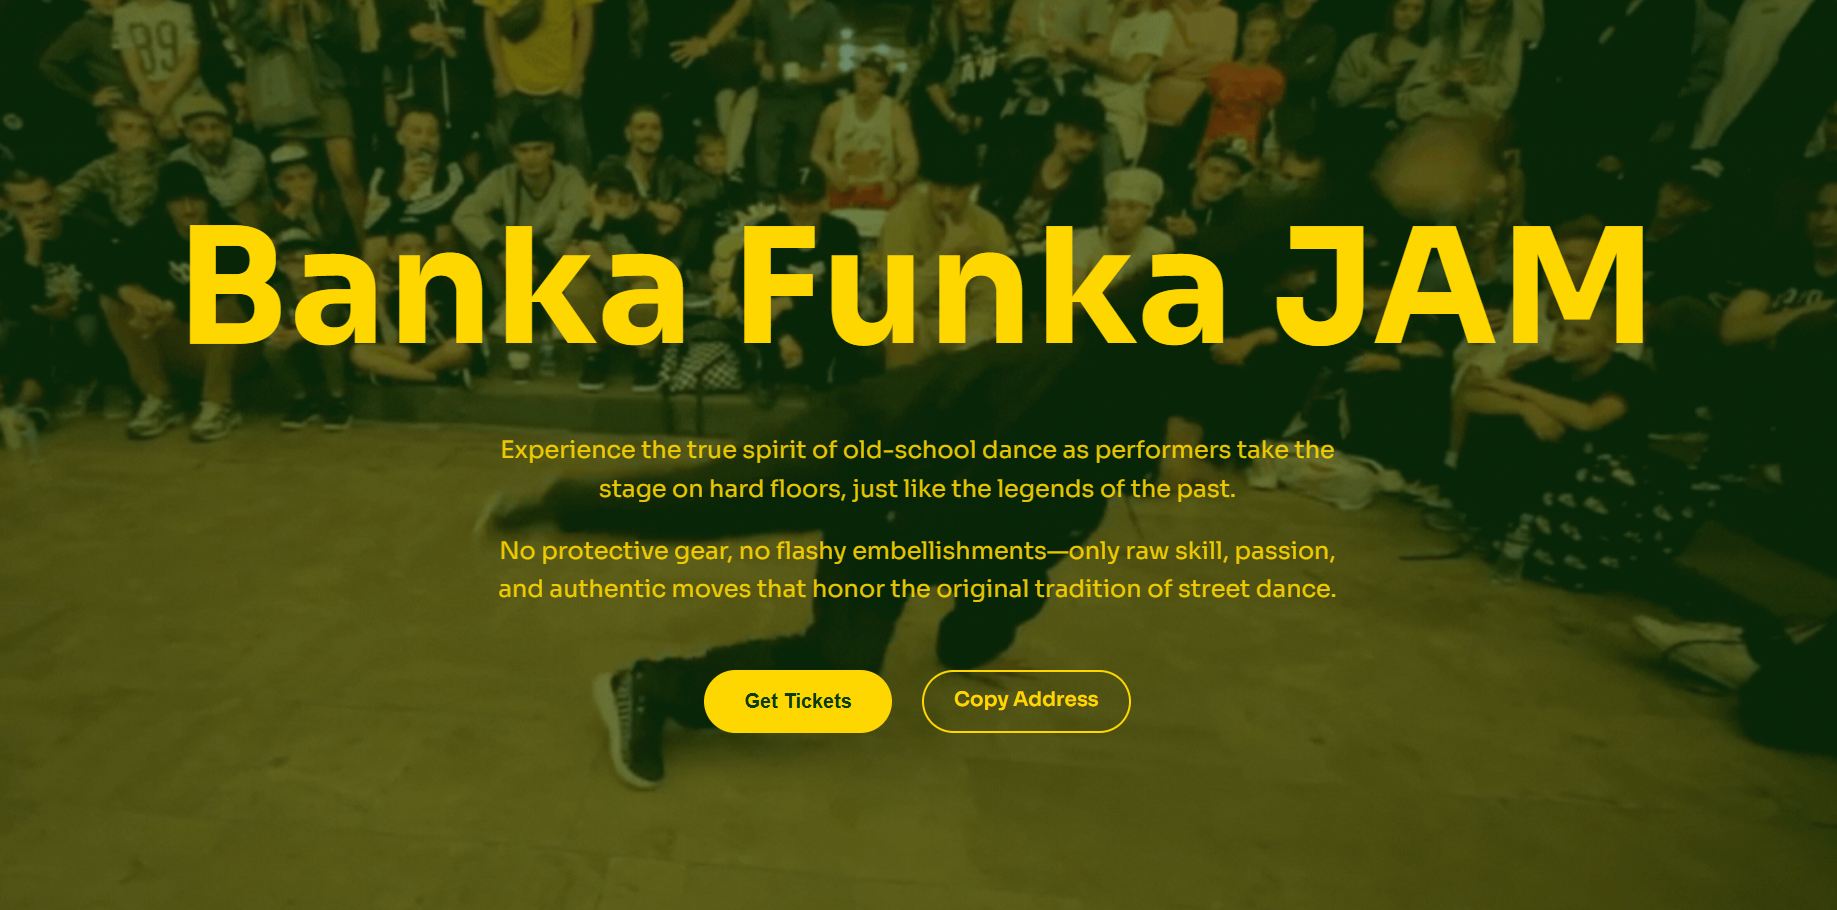 89
7
Banka Funka JAM
Experience the true spirit of old-school dance as performers take the
stage on hard floors, just like the legends of the past.
No protective gear, no flashy embellishments—only raw skill, passion,
and authentic moves that honor the original tradition of street dance.
Get Tickets
Copy Address